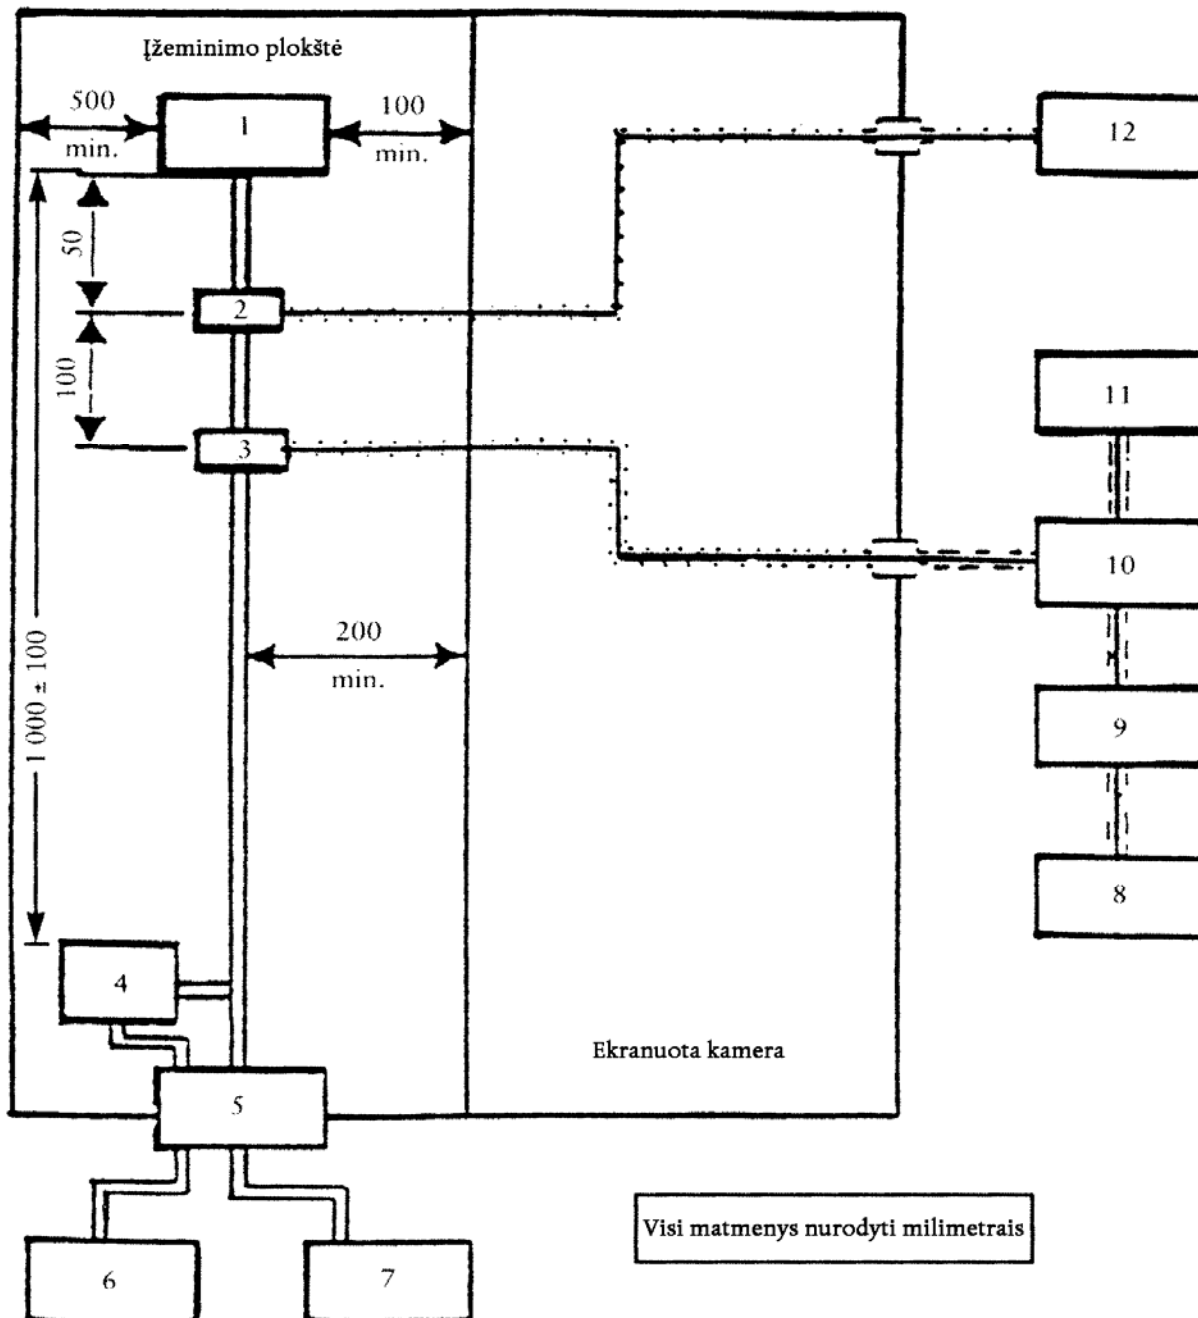 Įžeminimo plokštė
500
min.
1
100
min.
12
50
2
100
3
11
10
200
min.
1 000 ± 100
9
8
4
Ekranuota kamera
5
Visi matmenys nurodyti milimetrais
6
7